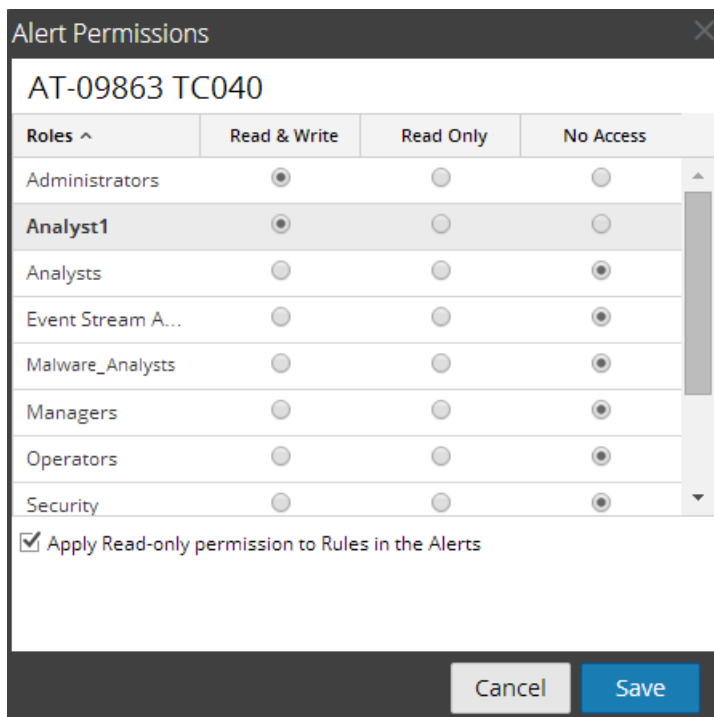 Alert Permissions
AT-09863 TC040
Roles Read & Write Read Only No Access
Administrators
Analyst1
Analysts
Event Stream A...
Malware_Analysts
Managers
Operators
Security
Apply Read-only permission to Rules in the Alerts
Cancel Save